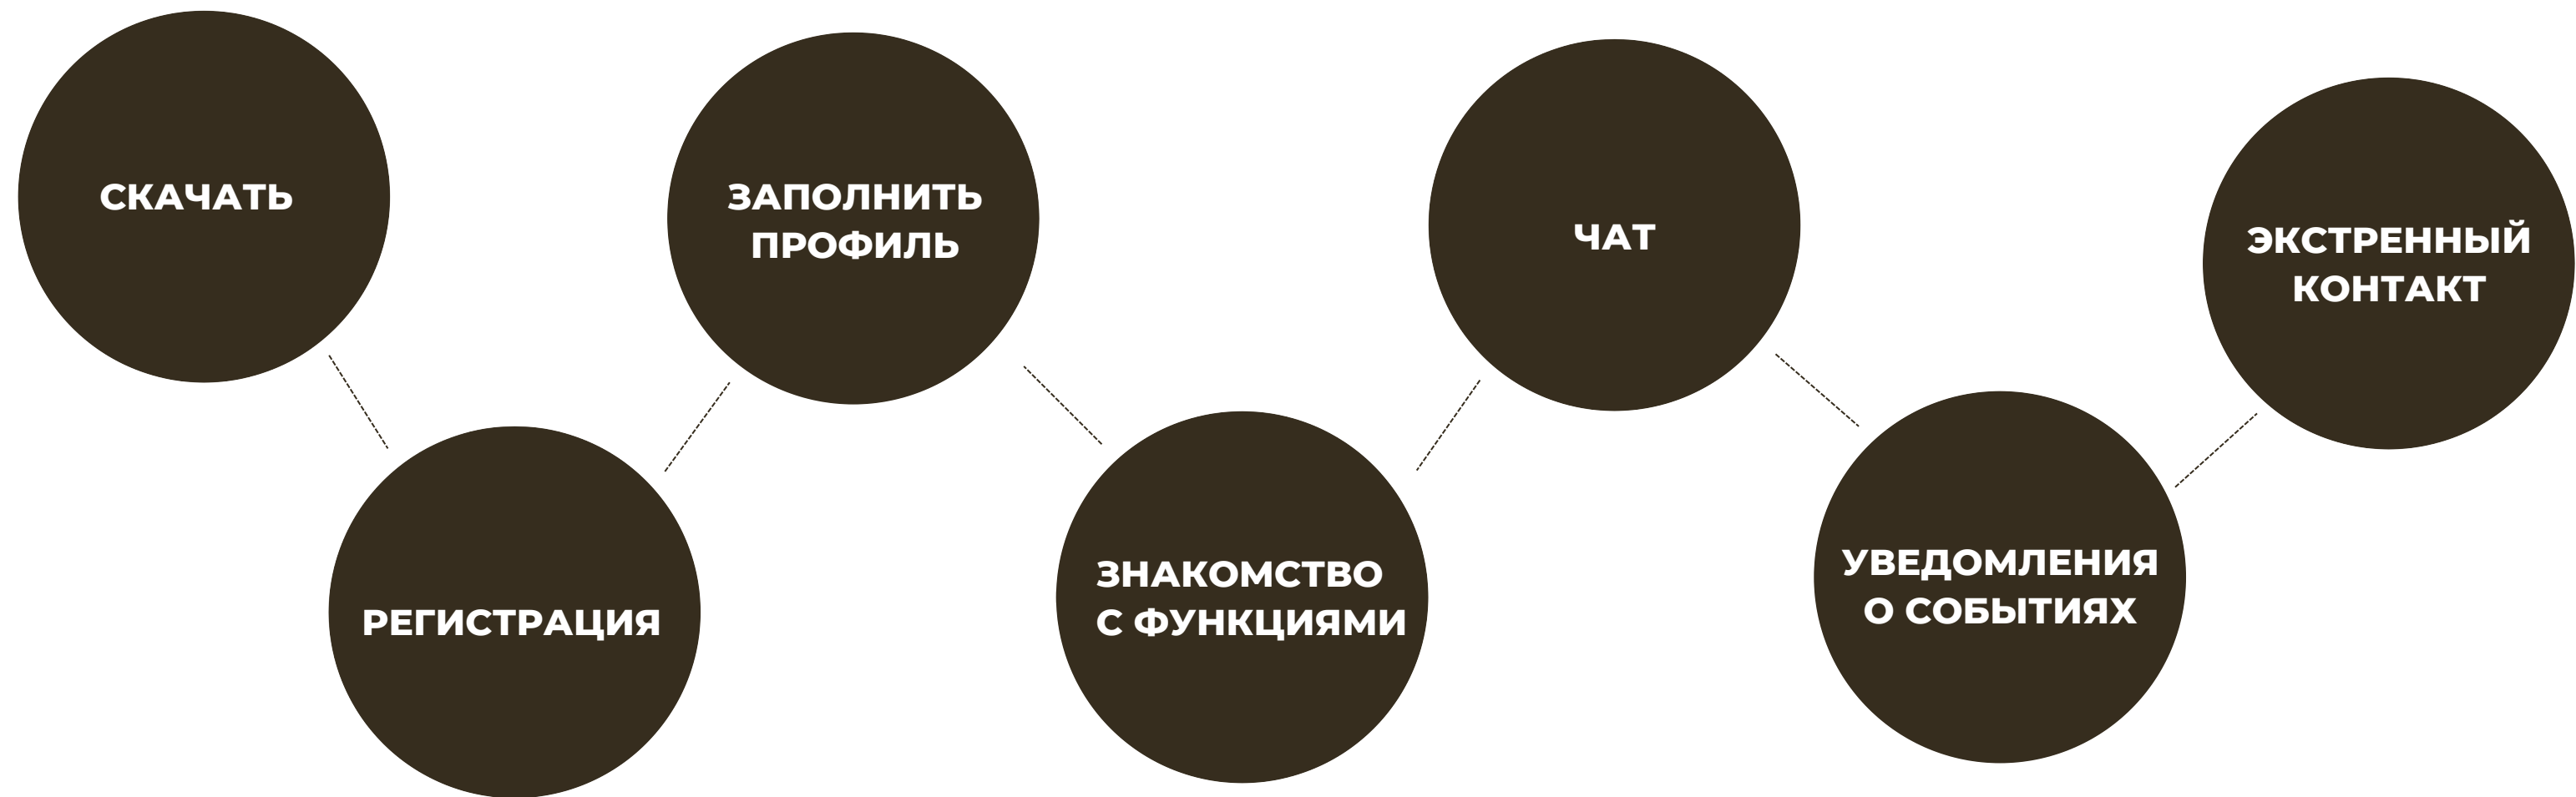 СКАЧАТЬ
РЕГИСТРАЦИЯ
ЗАПОЛНИТЬ
ПРОФИЛЬ
ЗНАКОМСТВО
С ФУНКЦИЯМИ
ЧАТ
УВЕДОМЛЕНИЯ
О СОБЫТИЯХ
ЭКСТРЕННЫЙ
КОНТАКТ